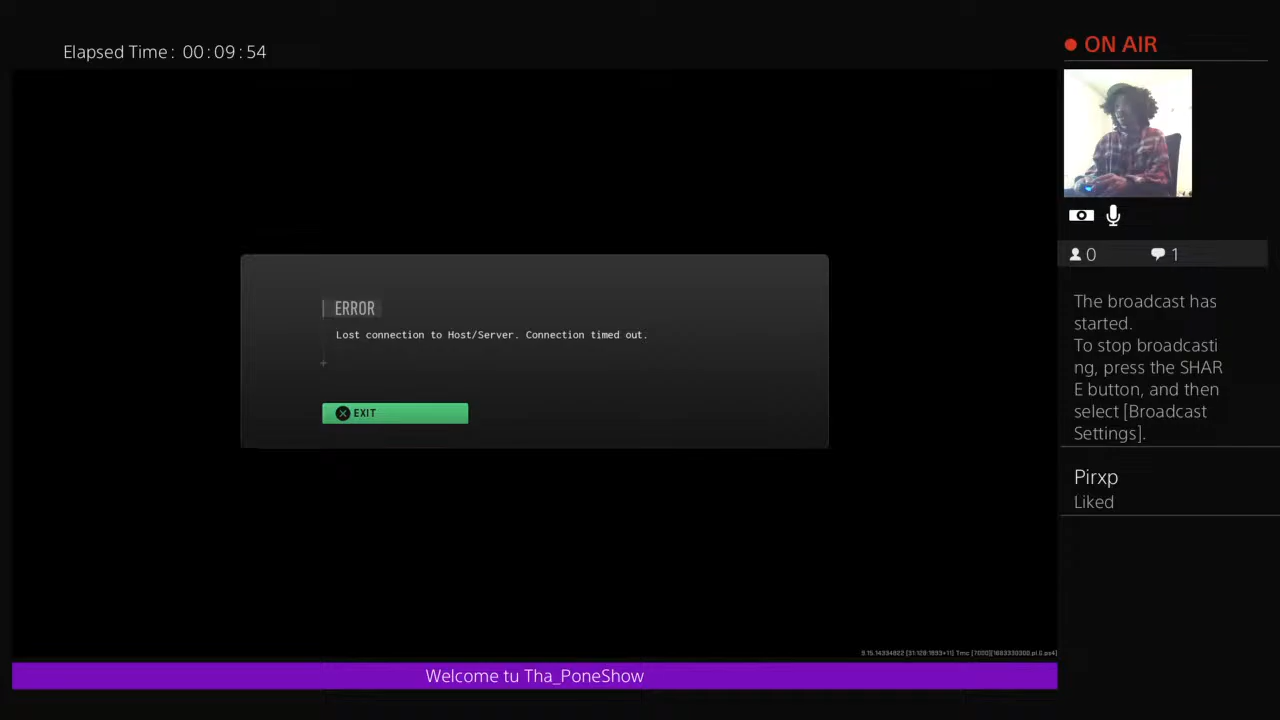 Elapsed Time: 00:09:54
ON AIR
0
1
The broadcast has
started.
To stop broadcasti
ng, press the SHAR
E button, and then
select [Broadcast
Settings].
Pirxp
Liked
ERROR
Lost connection to Host/Server. Connection timed out.
EXIT
Welcome tu Tha_PoneShow